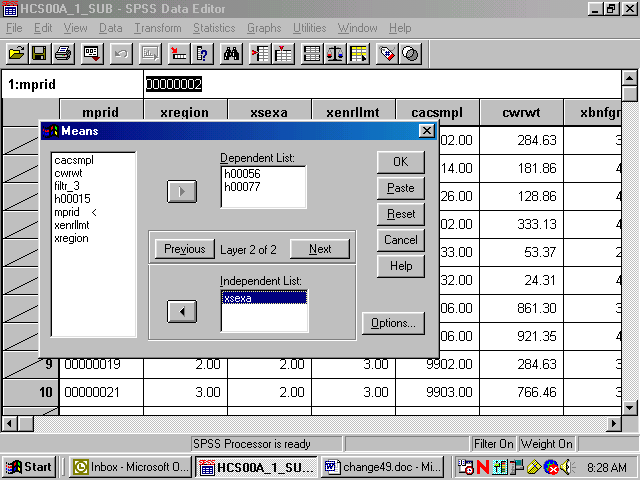 HCS00A_1_SUB - SPSS Data Editor
File Edit View Data Transform Statistics Graphs Utilities Window Help
1:mprid 00000002
mprid xregion xsexa xenrllmt cacsmpl cwrwt xbnfgr
Means
cacsmpl
cwrwt
filtr_3
h00015
mprid <
xenrllmt
xregion
Dependent List:
h00056
h00077
Previous Layer 2 of 2 Next
Independent List:
xsexa
OK
Paste
Reset
Cancel
Help
Options...
02.00 284.63 3
14.00 181.86 4
26.00 128.86 4
02.00 333.13 4
33.00 53.37 2
32.00 24.31 4
06.00 861.30 3
06.00 921.35 4
9 00000019 2.00 2.00 3.00 9902.00 284.63 3
10 00000021 3.00 2.00 3.00 9903.00 766.46 3
SPSS Processor is ready Filter On Weight On
Start Inbox - Microsoft O... HCS00A_1_SU... change49.doc - Mi... 8:28 AM